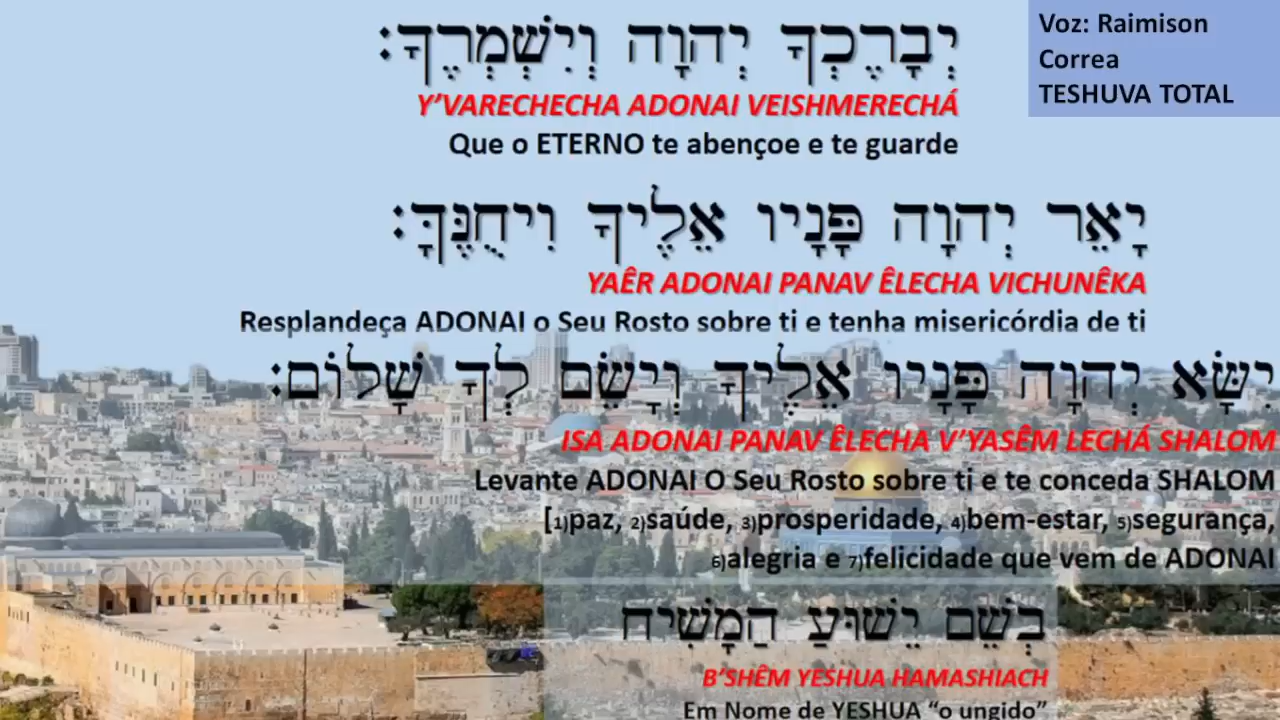 Voz: Raimison
Correa
TESHUVA TOTAL
יְבָרֶכְךָ יְהוָה וְיִשְׁמְרֶךָ׃
Y’VARECHECHA ADONAI VEISHMERECHÁ
Que o ETERNO te abençoe e te guarde
יָאֵר יְהוָה פָּנָיו אֵלֶיךָ וִיחֻנֶּךָּ׃
YAÊR ADONAI PANAV ÊLECHA VICHUNÊKA
Resplandeça ADONAI o Seu Rosto sobre ti e tenha misericórdia de ti
יִשָּׂא יְהוָה פָּנָיו אֵלֶיךָ וְיָשֵׂם לְךָ שָׁלוֹם׃
ISA ADONAI PANAV ÊLECHA V’YASÊM LECHÁ SHALOM
Levante ADONAI O Seu Rosto sobre ti e te conceda SHALOM
[1)paz, 2)saúde, 3)prosperidade, 4)bem-estar, 5)segurança,
6)alegria e 7)felicidade que vem de ADONAI
בְשֵׁם יֵשׁוּעַ הַמָשִׁיח
B’SHÊM YESHUA HAMASHIACH
Em Nome de YESHUA “o ungido”